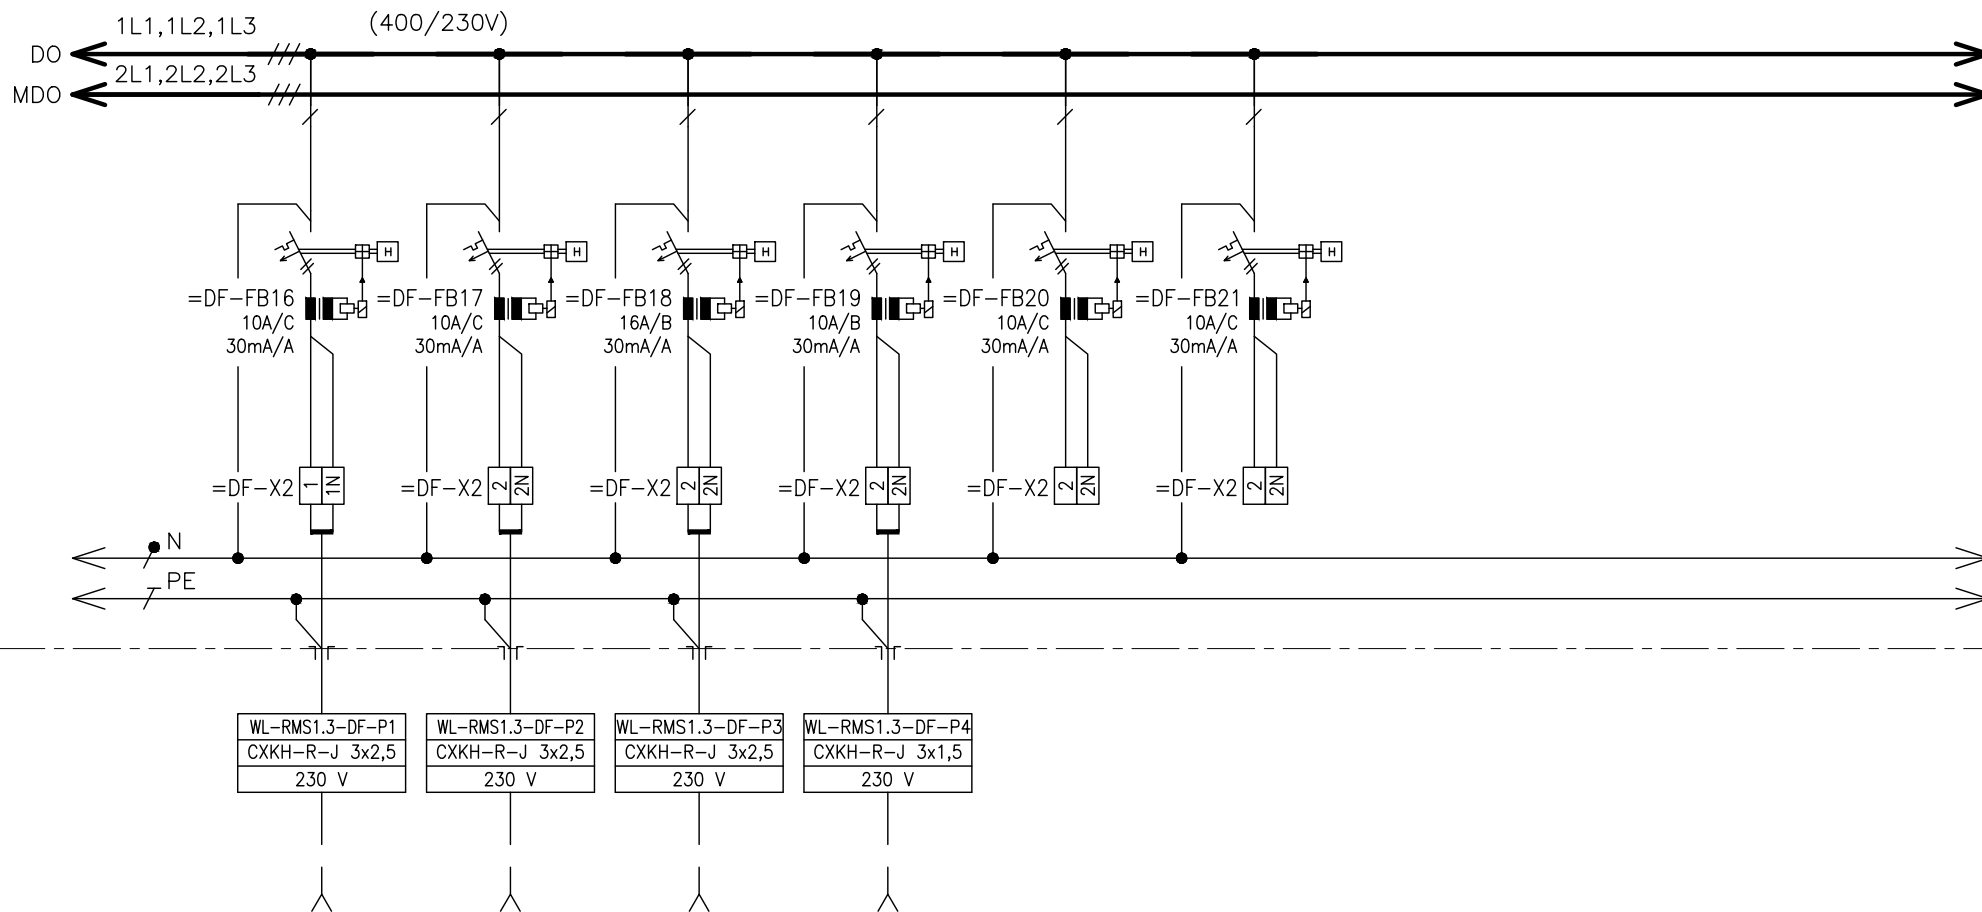 1L1,1L2,1L3 (400/230V)
DO
2L1,2L2,2L3
MDO
H H H H H H
=DF-FB16 =DF-FB17 =DF-FB18 =DF-FB19 =DF-FB20 =DF-FB21
10A/C 10A/C 16A/B 10A/B 10A/C 10A/C
30mA/A 30mA/A 30mA/A 30mA/A 30mA/A 30mA/A
=DF-X2 1 1N =DF-X2 2 2N =DF-X2 2 2N =DF-X2 2 2N =DF-X2 2 2N =DF-X2 2 2N
N
PE
WL-RMS1.3-DF-P1 WL-RMS1.3-DF-P2 WL-RMS1.3-DF-P3 WL-RMS1.3-DF-P4
CXKH-R-J 3x2,5 CXKH-R-J 3x2,5 CXKH-R-J 3x2,5 CXKH-R-J 3x1,5
230 V 230 V 230 V 230 V